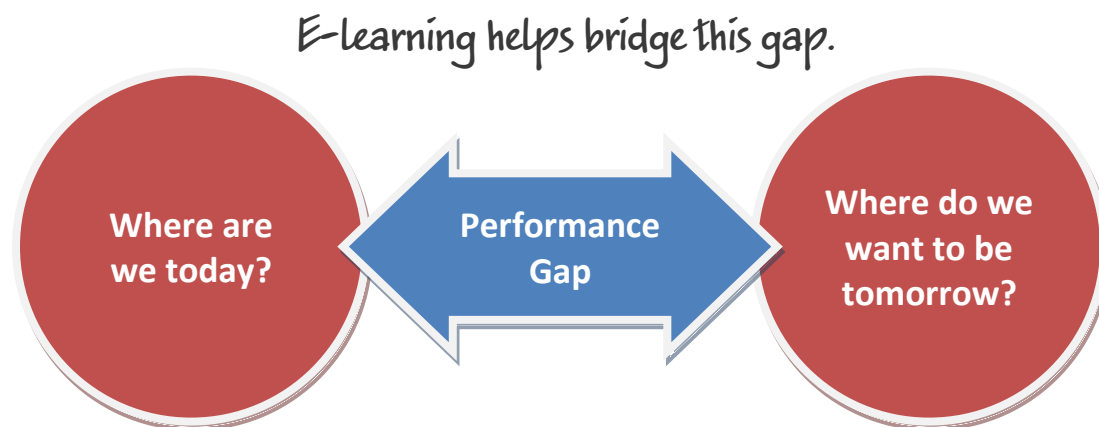 E-learning helps bridge this gap.
Where are
we today?
Performance
Gap
Where do we
want to be
tomorrow?